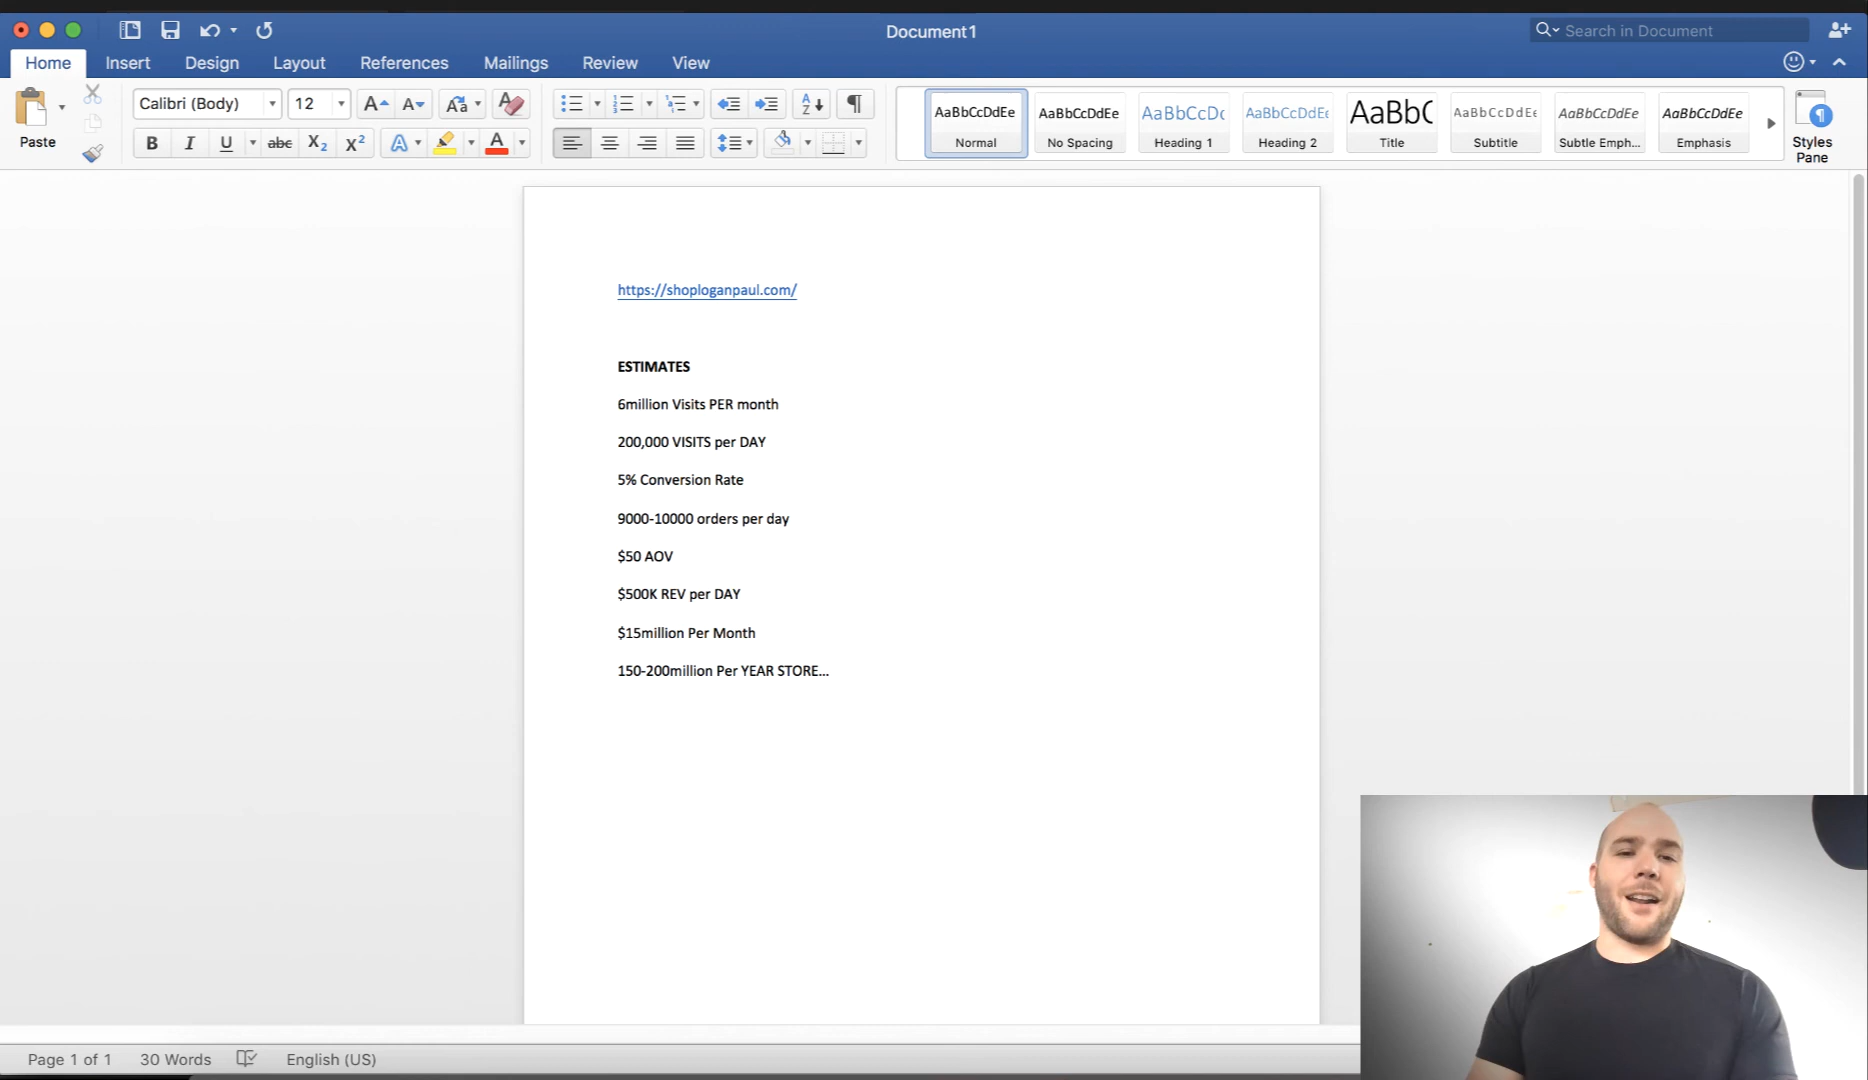 Document1
Search in Document
Home Insert Design Layout References Mailings Review View
Paste
Calibri (Body) 12
AaBbCcDdEe AaBbCcDdEe AaBbCcDc AaBbCcDdEe AaBbC AaBbCcDdEe AaBbCcDdEe AaBbCcDdEe
Normal No Spacing Heading 1 Heading 2 Title Subtitle Subtle Emph... Emphasis
Styles
Pane
B I U abc X2 X2 A A
https://shoploganpaul.com/
ESTIMATES
6million Visits PER month
200,000 VISITS per DAY
5% Conversion Rate
9000-10000 orders per day
$50 AOV
$500K REV per DAY
$15million Per Month
150-200million Per YEAR STORE...
Page 1 of 1 30 Words English (US)